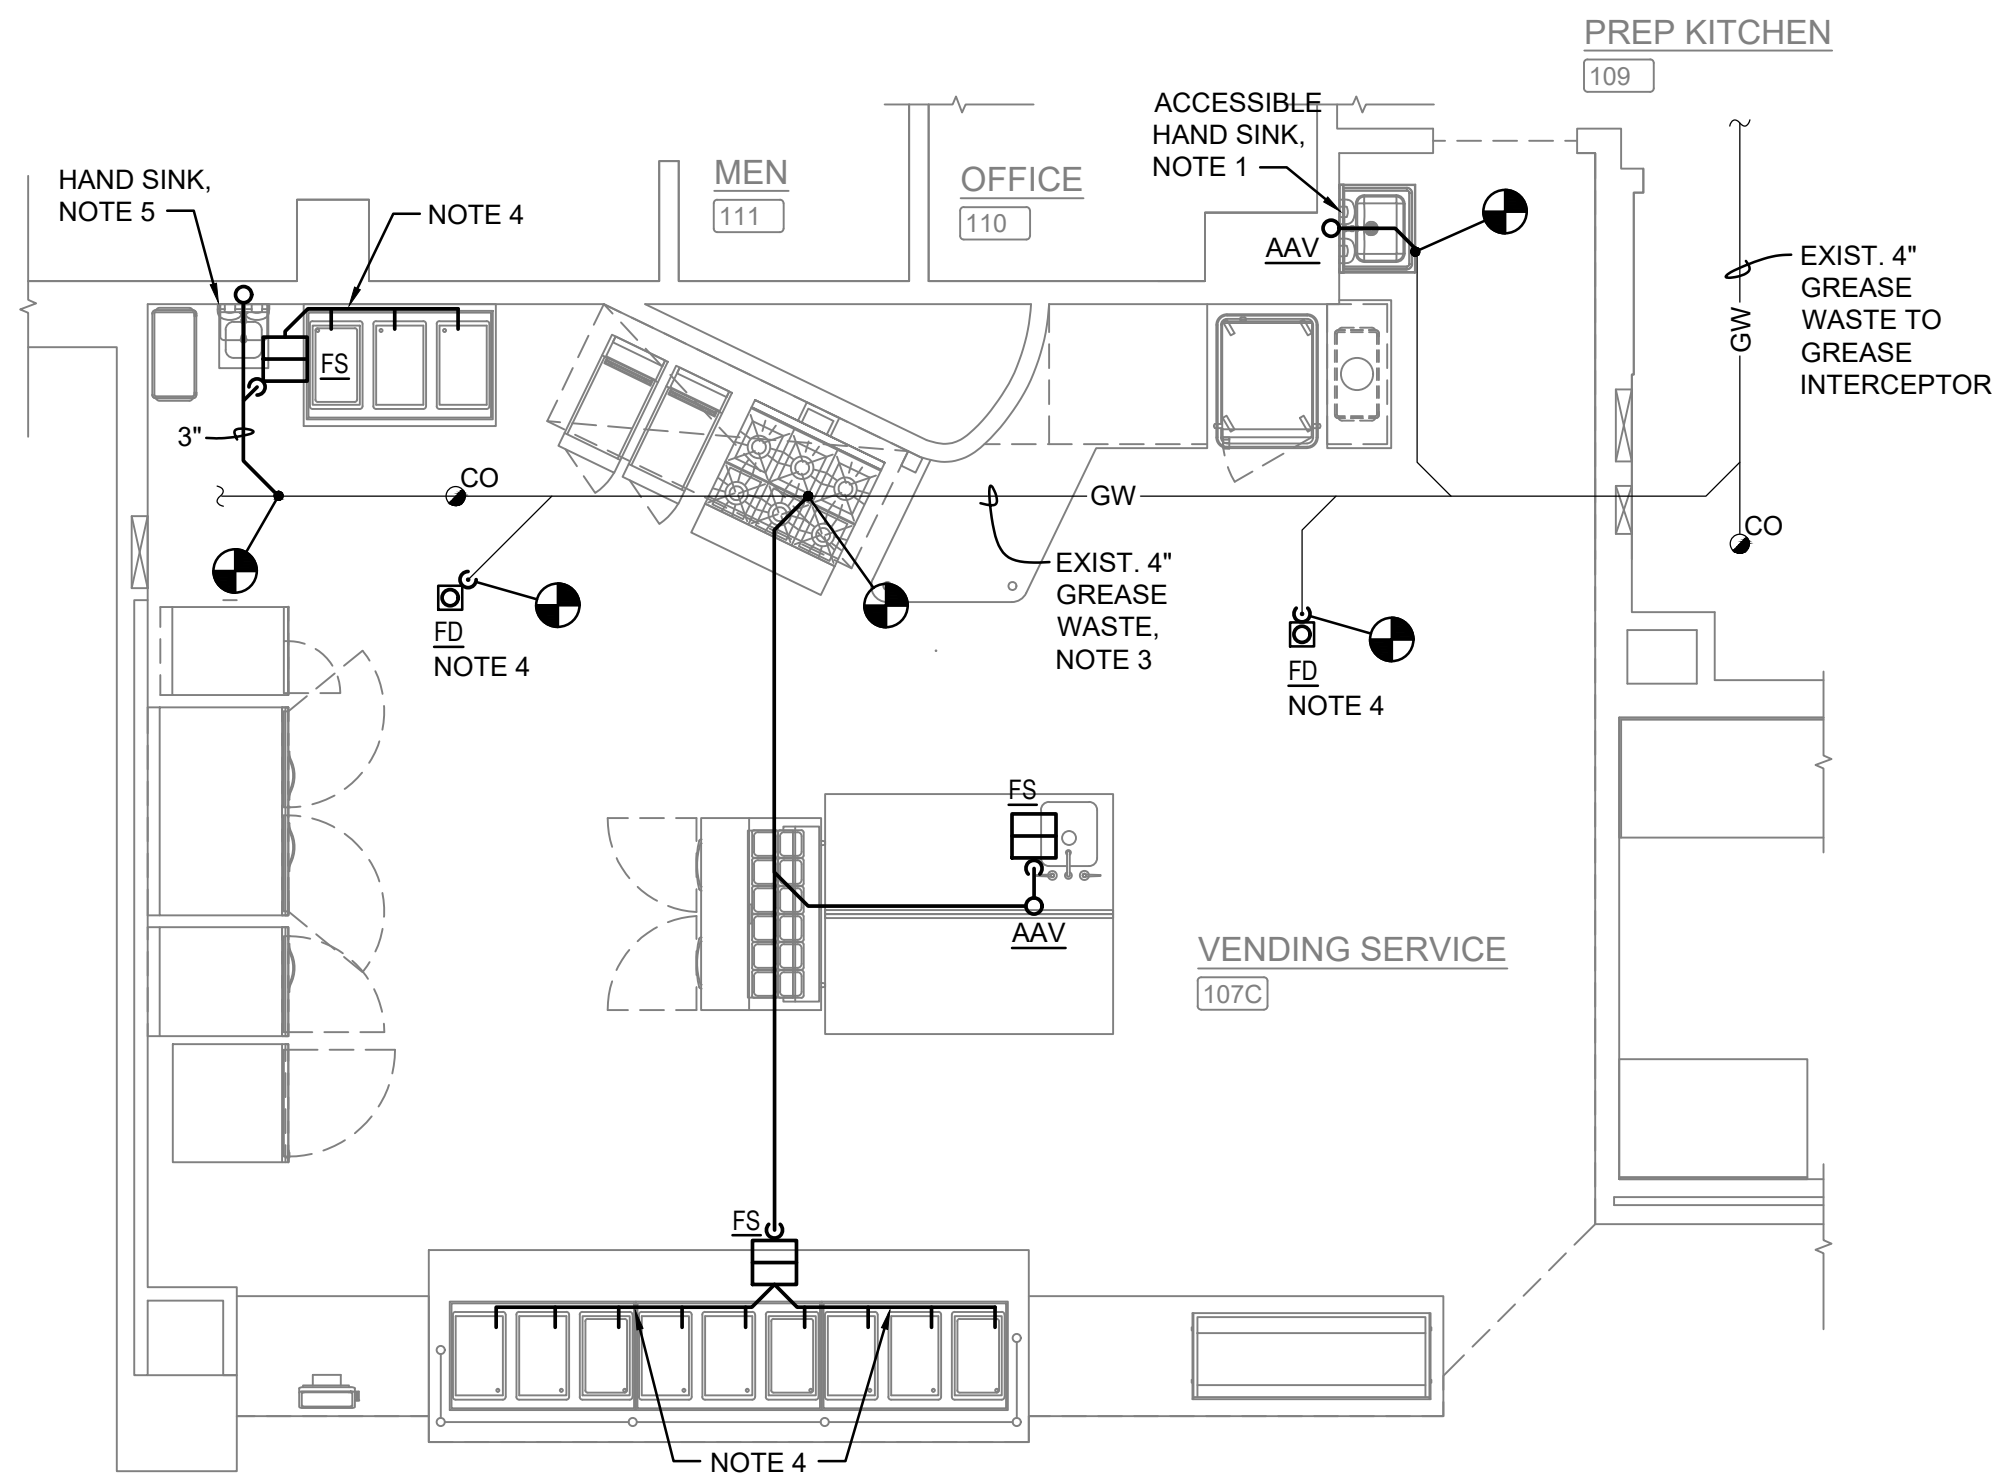 PREP KITCHEN
109
ACCESSIBLE
HAND SINK,
NOTE 1
MEN
111
OFFICE
110
HAND SINK,
NOTE 5
NOTE 4
AAV
EXIST. 4"
GREASE
WASTE TO
GREASE
INTERCEPTOR
GW
FS
3"
CO
GW
CO
EXIST. 4"
GREASE
WASTE,
NOTE 3
FD
NOTE 4
FD
NOTE 4
FS
AAV
VENDING SERVICE
107C
FS
NOTE 4